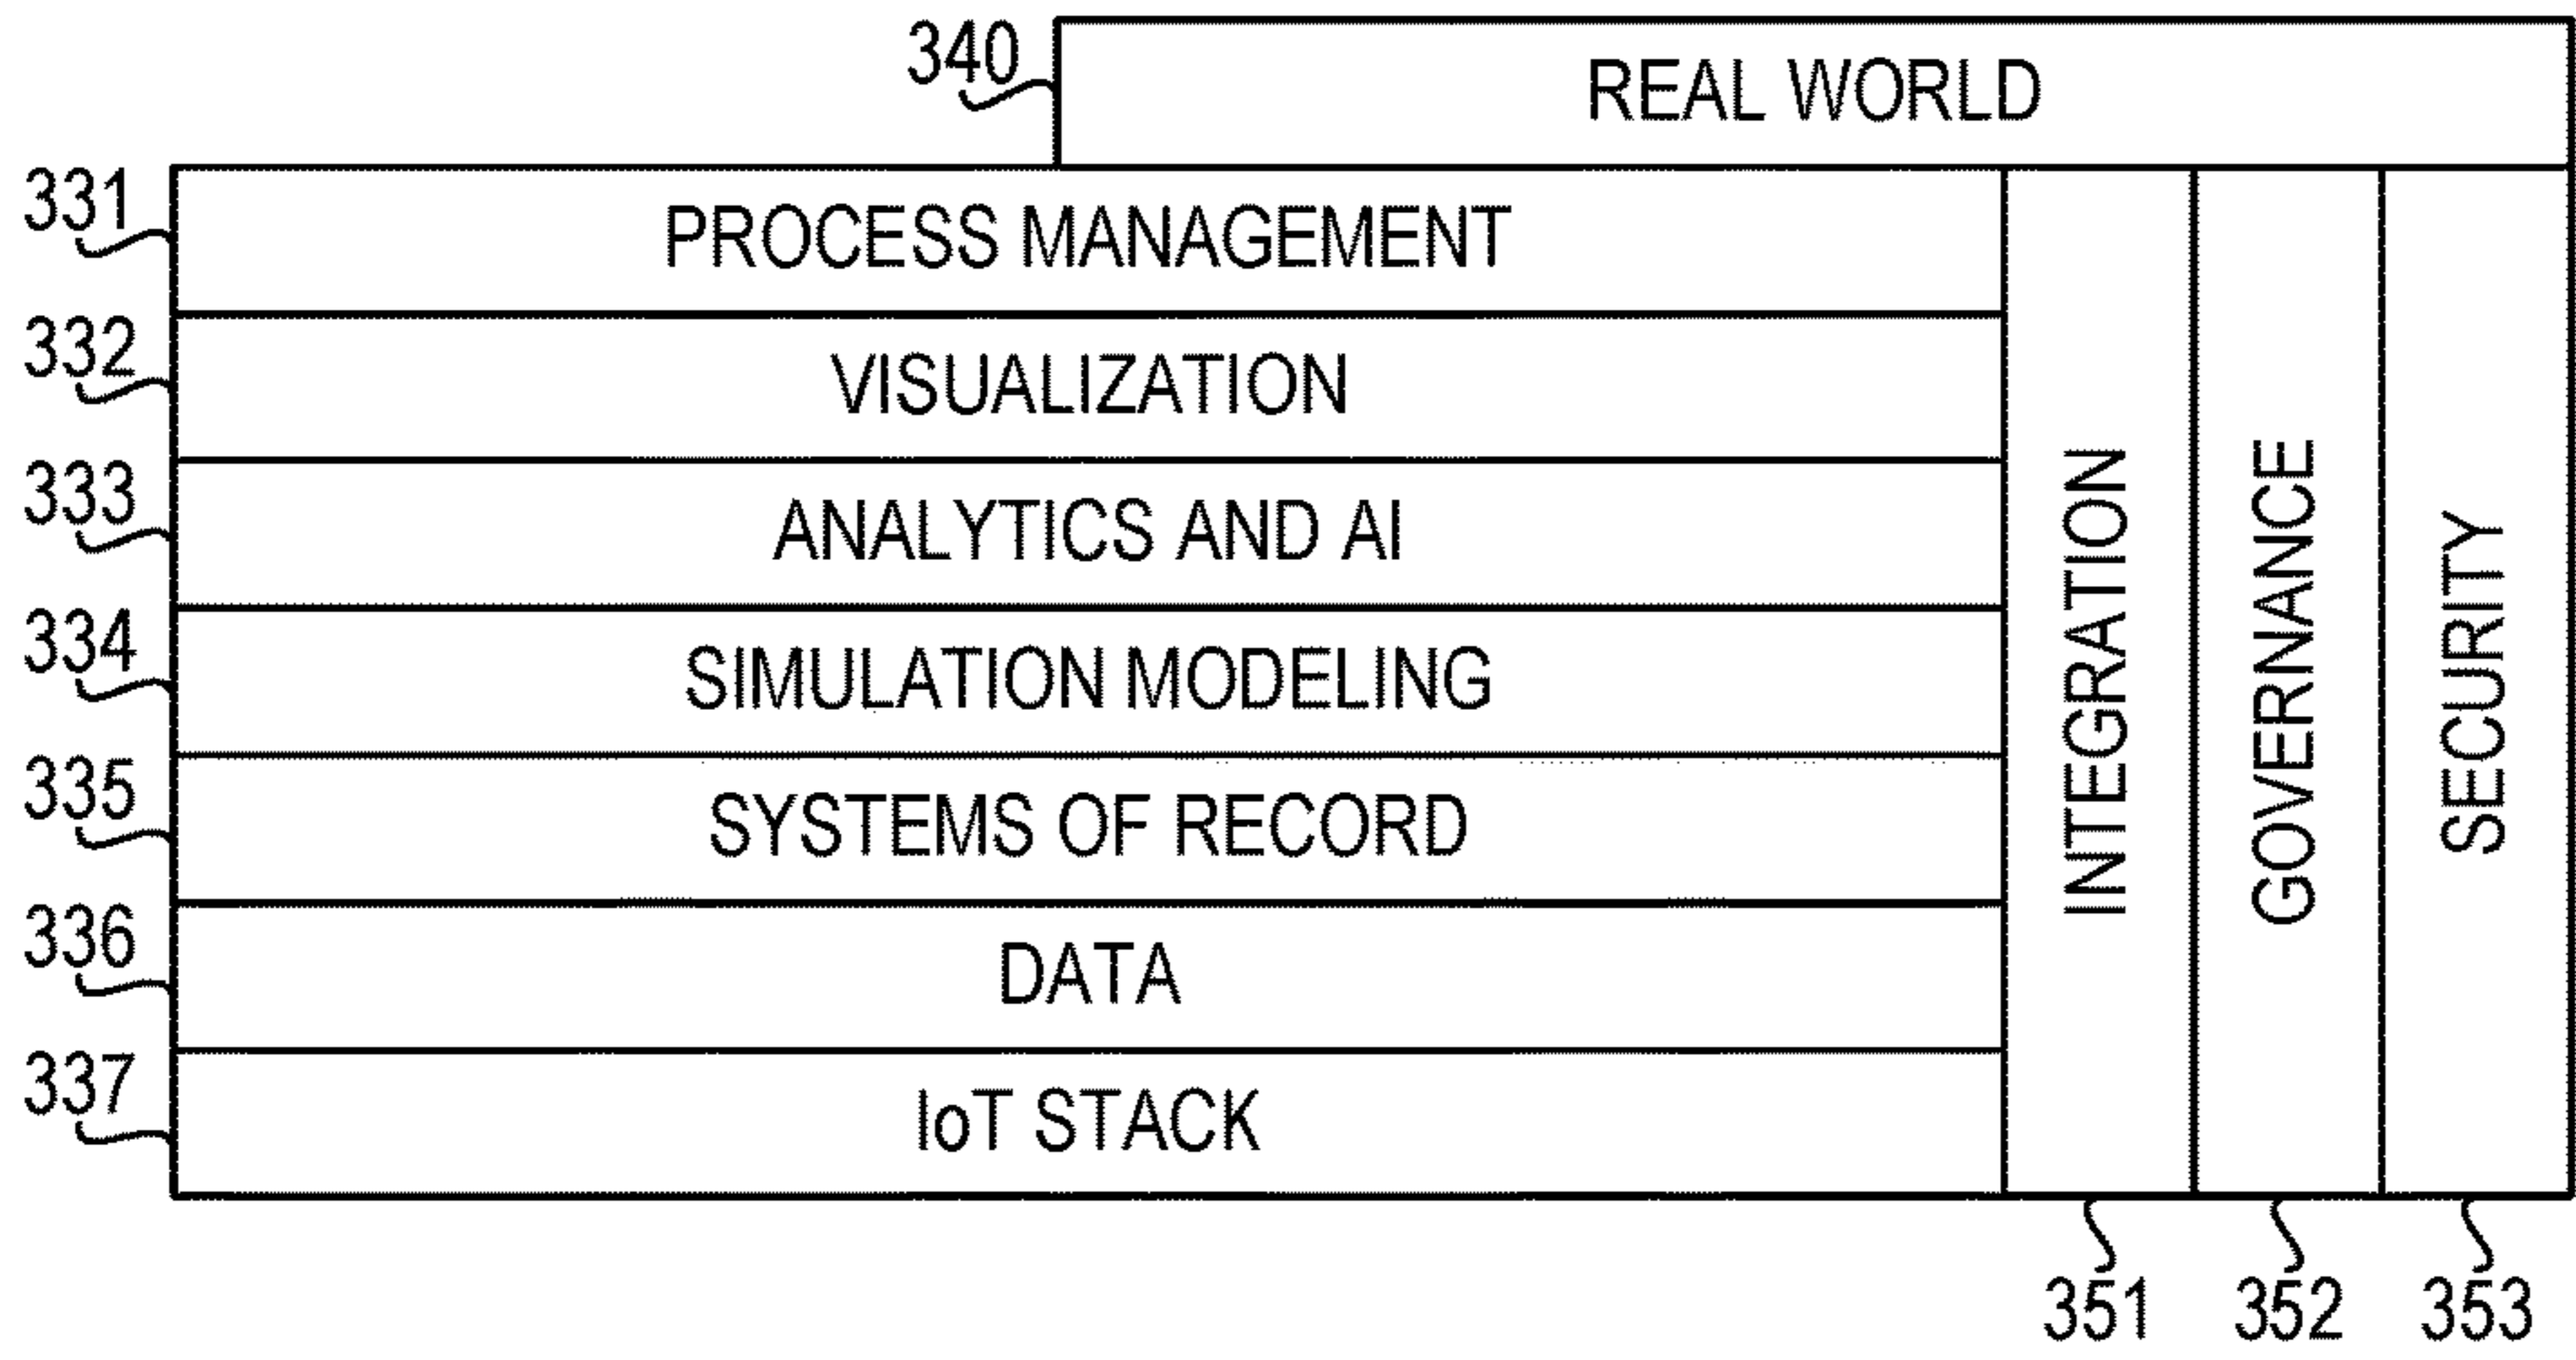 340
REAL WORLD
331
PROCESS MANAGEMENT
332
VISUALIZATION
333
ANALYTICS AND AI
334
SIMULATION MODELING
335
SYSTEMS OF RECORD
336
DATA
337
IoT STACK
INTEGRATION
GOVERNANCE
SECURITY
351
352
353